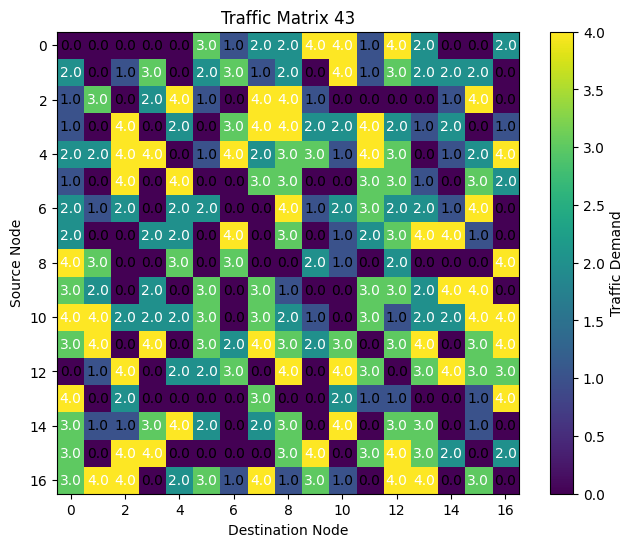 Traffic Matrix 43
0 0.0 0.0 0.0 0.0 0.0 3.0 1.0 2.0 2.0 4.0 4.0 1.0 4.0 2.0 0.0 0.0 2.0
2.0 0.0 1.0 3.0 0.0 2.0 3.0 1.0 2.0 0.0 4.0 1.0 3.0 2.0 2.0 2.0 0.0
2 1.0 3.0 0.0 2.0 4.0 1.0 0.0 4.0 4.0 1.0 0.0 0.0 0.0 0.0 1.0 4.0 0.0
1.0 0.0 4.0 0.0 2.0 0.0 3.0 4.0 4.0 2.0 2.0 4.0 2.0 1.0 2.0 0.0 1.0
4 2.0 2.0 4.0 4.0 0.0 1.0 4.0 2.0 3.0 3.0 1.0 4.0 3.0 0.0 1.0 2.0 4.0
1.0 0.0 4.0 0.0 4.0 0.0 0.0 3.0 3.0 0.0 0.0 3.0 3.0 1.0 0.0 3.0 2.0
6 2.0 1.0 2.0 0.0 2.0 2.0 0.0 0.0 4.0 1.0 2.0 3.0 2.0 2.0 1.0 4.0 0.0
2.0 0.0 0.0 2.0 2.0 0.0 4.0 0.0 3.0 0.0 1.0 2.0 3.0 4.0 4.0 1.0 0.0
8 4.0 3.0 0.0 0.0 3.0 0.0 3.0 0.0 0.0 2.0 1.0 0.0 2.0 0.0 0.0 0.0 4.0
3.0 2.0 0.0 2.0 0.0 3.0 0.0 3.0 1.0 0.0 0.0 3.0 3.0 2.0 4.0 4.0 0.0
10 4.0 4.0 2.0 2.0 2.0 3.0 0.0 3.0 2.0 1.0 0.0 3.0 1.0 2.0 2.0 4.0 4.0
3.0 4.0 0.0 4.0 0.0 3.0 2.0 4.0 3.0 2.0 3.0 0.0 3.0 4.0 0.0 3.0 4.0
12 0.0 1.0 4.0 0.0 2.0 2.0 3.0 0.0 4.0 0.0 4.0 3.0 0.0 3.0 4.0 3.0 3.0
4.0 0.0 2.0 0.0 0.0 0.0 0.0 3.0 0.0 0.0 2.0 1.0 1.0 0.0 0.0 1.0 4.0
14 3.0 1.0 1.0 3.0 4.0 2.0 0.0 2.0 3.0 0.0 4.0 0.0 3.0 3.0 0.0 1.0 0.0
3.0 0.0 4.0 4.0 0.0 0.0 0.0 0.0 3.0 4.0 0.0 3.0 4.0 3.0 2.0 0.0 2.0
16 3.0 4.0 4.0 0.0 2.0 3.0 1.0 4.0 1.0 3.0 1.0 0.0 4.0 4.0 0.0 3.0 0.0
0 2 4 6 8 10 12 14 16
Destination Node
Source Node
4.0
3.5
3.0
2.5
2.0
1.5
1.0
0.5
0.0
Traffic Demand